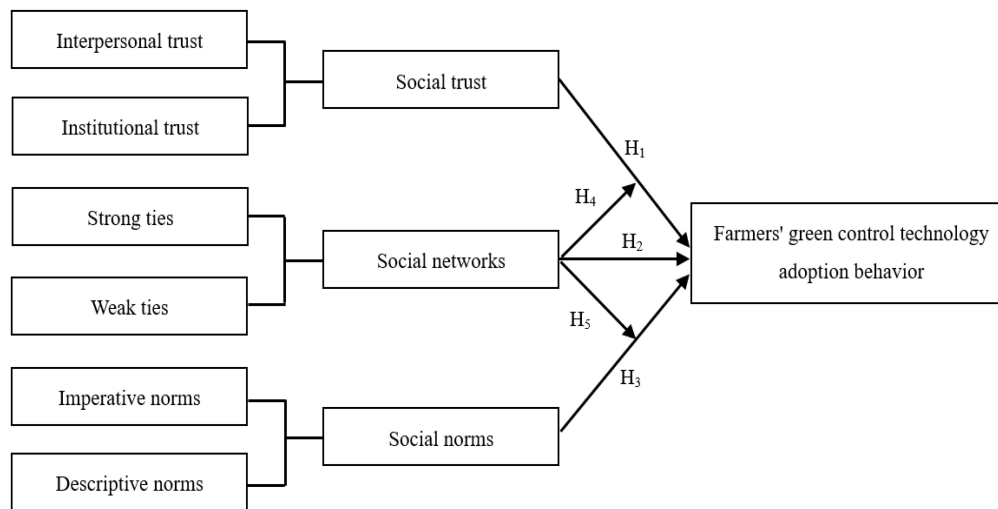 Interpersonal trust
Institutional trust
Social trust
H₁
Strong ties
Weak ties
Social networks
H₄
H₂
H₅
Farmers' green control technology
adoption behavior
Imperative norms
Descriptive norms
Social norms
H₃